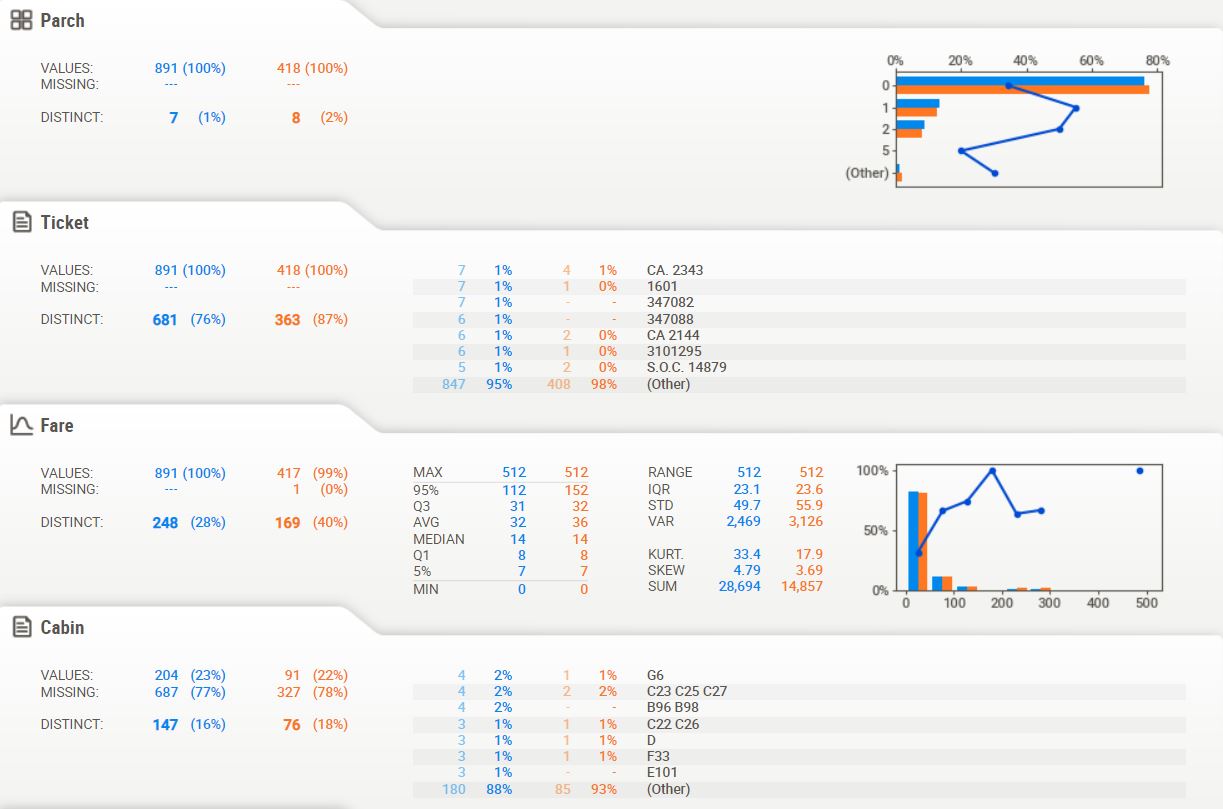 Parch
VALUES: 891 (100%) 418 (100%)
MISSING: --- ---
DISTINCT: 7 (1%) 8 (2%)
0% 20% 40% 60% 80%
0
1
2
5
(Other)
Ticket
VALUES: 891 (100%) 418 (100%)
MISSING: --- ---
DISTINCT: 681 (76%) 363 (87%)
7 1% 4 1% CA. 2343
7 1% 1 0% 1601
7 1% - - 347082
6 1% - - 347088
6 1% 2 0% CA 2144
6 1% 1 0% 3101295
5 1% 2 0% S.O.C. 14879
847 95% 408 98% (Other)
Fare
VALUES: 891 (100%) 417 (99%)
MISSING: --- 1 (0%)
DISTINCT: 248 (28%) 169 (40%)
MAX 512 512
95% 112 152
Q3 31 32
AVG 32 36
MEDIAN 14 14
Q1 8 8
5% 7 7
MIN 0 0
RANGE 512 512
IQR 23.1 23.6
STD 49.7 55.9
VAR 2,469 3,126
KURT. 33.4 17.9
SKEW 4.79 3.69
SUM 28,694 14,857
100%
50%
0%
0 100 200 300 400 500
Cabin
VALUES: 204 (23%) 91 (22%)
MISSING: 687 (77%) 327 (78%)
DISTINCT: 147 (16%) 76 (18%)
4 2% 1 1% G6
4 2% 2 2% C23 C25 C27
4 2% - - B96 B98
3 1% 1 1% C22 C26
3 1% 1 1% D
3 1% 1 1% F33
3 1% - - E101
180 88% 85 93% (Other)